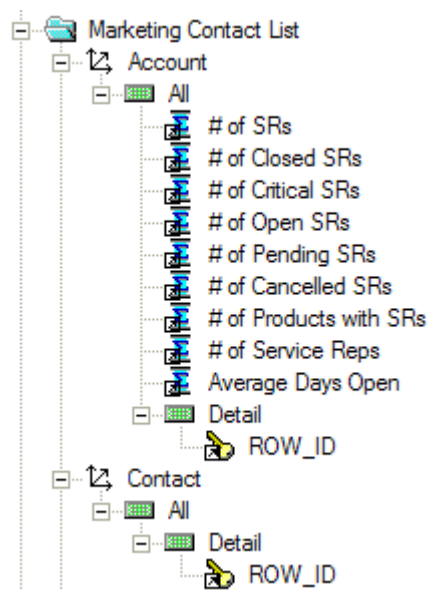 Marketing Contact List
Account
All
# of SRs
# of Closed SRs
# of Critical SRs
# of Open SRs
# of Pending SRs
# of Cancelled SRs
# of Products with SRs
# of Service Reps
Average Days Open
Detail
ROW_ID
Contact
All
Detail
ROW_ID